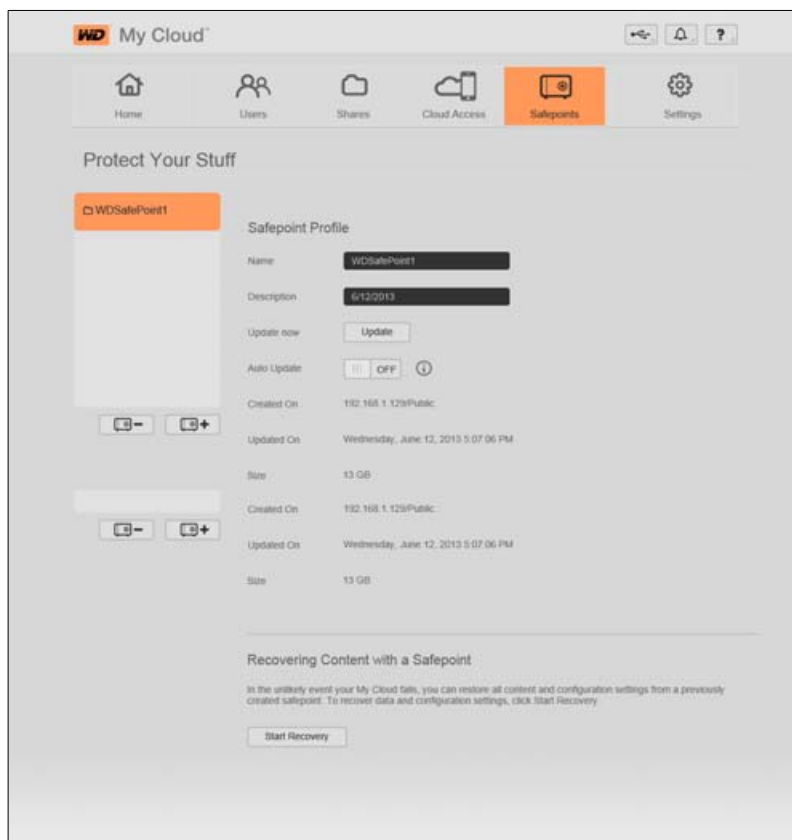 WD My Cloud
?
Home Users Shares Cloud Access Safepoints Settings
Protect Your Stuff
WDSafePoint1
Safepoint Profile
Name WDSafePoint1
Description 6/12/2013
Update now Update
Auto Update OFF
Created On 192.168.1.129/Public
Updated On Wednesday, June 12, 2013 5:07:06 PM
Size 13 GB
Created On 192.168.1.129/Public
Updated On Wednesday, June 12, 2013 5:07:06 PM
Size 13 GB
Recovering Content with a Safepoint
In the unlikely event your My Cloud fails, you can restore all content and configuration settings from a previously
created safepoint. To recover data and configuration settings, click Start Recovery
Start Recovery